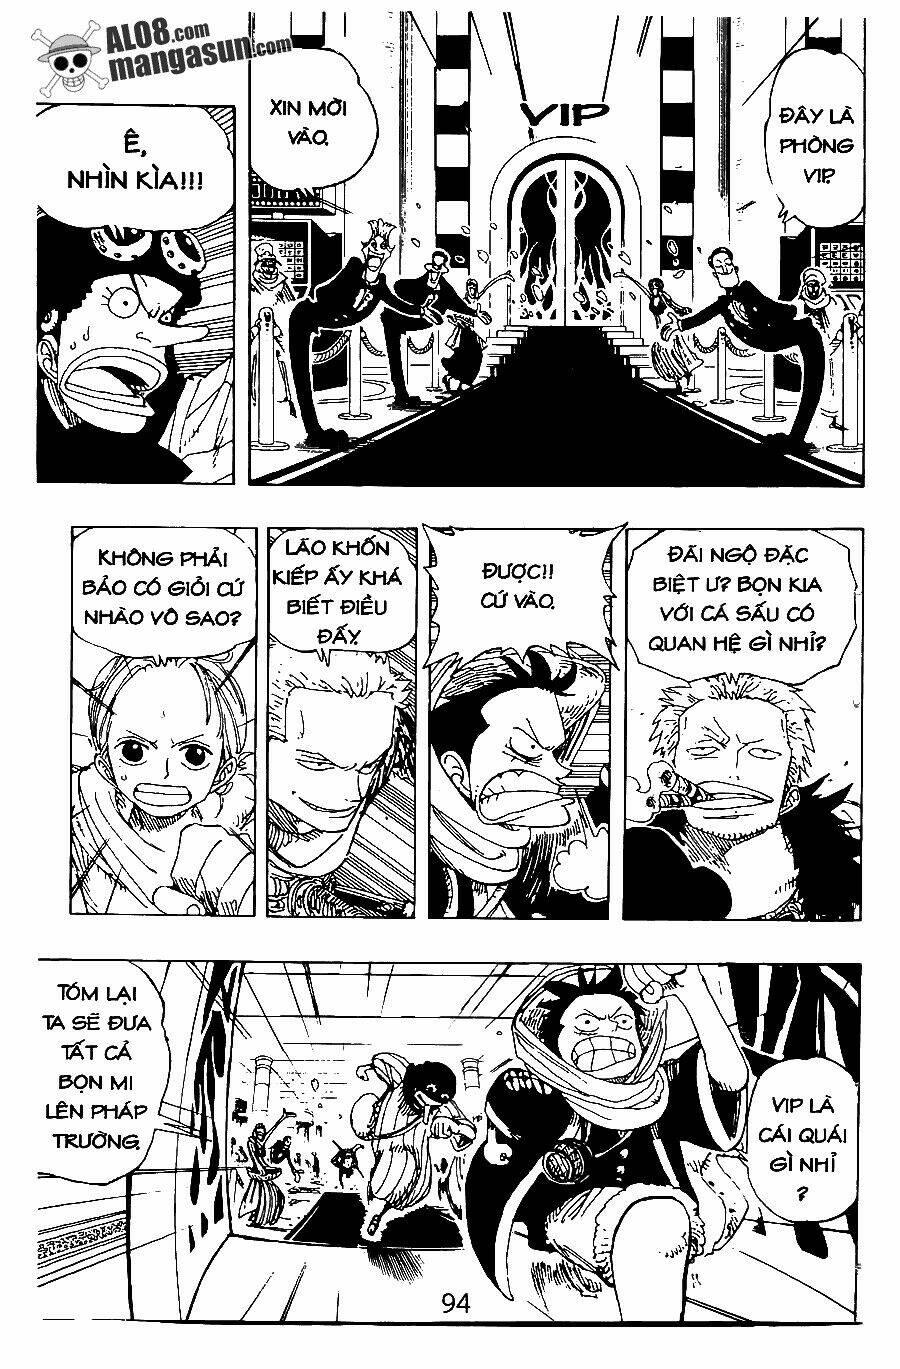 AL08.com
mangasun.com
ĐÂY LÀ
PHÒNG
VIP.
VIP
XIN MỜI
VÀO.
Ê,
NHÌN KÌA!!!
ĐÃI NGỘ ĐẶC
BIỆT Ư? BỌN KIA
VỚI CÁ SẤU CÓ
QUAN HỆ GÌ NHỈ?
ĐƯỢC!!
CỨ VÀO.
LÃO KHỐN
KIẾP ẤY KHÁ
BIẾT ĐIỀU
ĐẤY.
KHÔNG PHẢI
BẢO CÓ GIỎI CỨ
NHÀO VÔ SAO?
VIP LÀ
CÁI QUÁI
GÌ NHỈ
?
TÓM LẠI
TA SẼ ĐƯA
TẤT CẢ
BỌN MI
LÊN PHÁP
TRƯỜNG.
94